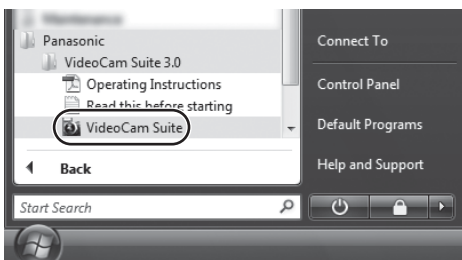 Maintenance
Panasonic
VideoCam Suite 3.0
Operating Instructions
Read this before starting
VideoCam Suite
Back
Start Search
Connect To
Control Panel
Default Programs
Help and Support